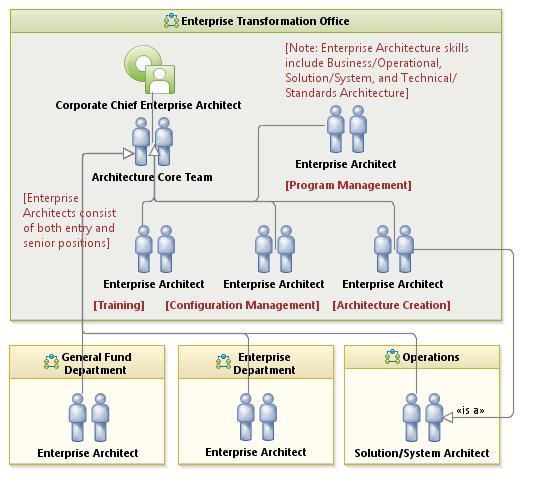 Enterprise Transformation Office
[Note: Enterprise Architecture skills
include Business/Operational,
Solution/System, and Technical/
Standards Architecture]
Corporate Chief Enterprise Architect
Architecture Core Team
Enterprise Architect
[Program Management]
[Enterprise
Architects consist
of both entry and
senior positions]
Enterprise Architect
Enterprise Architect
Enterprise Architect
[Training]
[Configuration Management]
[Architecture Creation]
General Fund
Department
Enterprise
Department
Operations
«is a»
Enterprise Architect
Enterprise Architect
Solution/System Architect